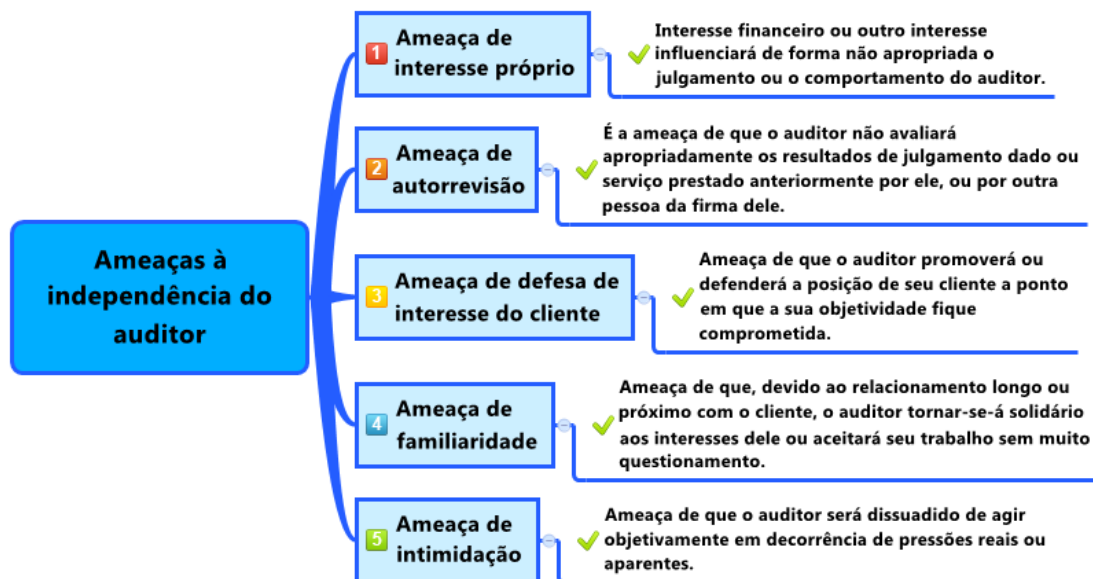 Ameaças à
independência do
auditor
1
Ameaça de
interesse próprio
Interesse financeiro ou outro interesse
influenciará de forma não apropriada o
julgamento ou o comportamento do auditor.
2
Ameaça de
autorrevisão
É a ameaça de que o auditor não avaliará
apropriadamente os resultados de julgamento dado ou
serviço prestado anteriormente por ele, ou por outra
pessoa da firma dele.
3
Ameaça de defesa de
interesse do cliente
Ameaça de que o auditor promoverá ou
defenderá a posição de seu cliente a ponto
em que a sua objetividade fique
comprometida.
4
Ameaça de
familiaridade
Ameaça de que, devido ao relacionamento longo ou
próximo com o cliente, o auditor tornar-se-á solidário
aos interesses dele ou aceitará seu trabalho sem muito
questionamento.
5
Ameaça de
intimidação
Ameaça de que o auditor será dissuadido de agir
objetivamente em decorrência de pressões reais ou
aparentes.